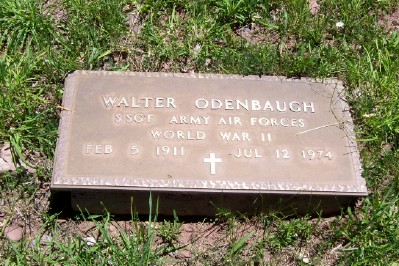 WALTER ODENBAUGH
SSGT ARMY AIR FORCES
WORLD WAR II
FEB 5 1911 JUL 12 1974